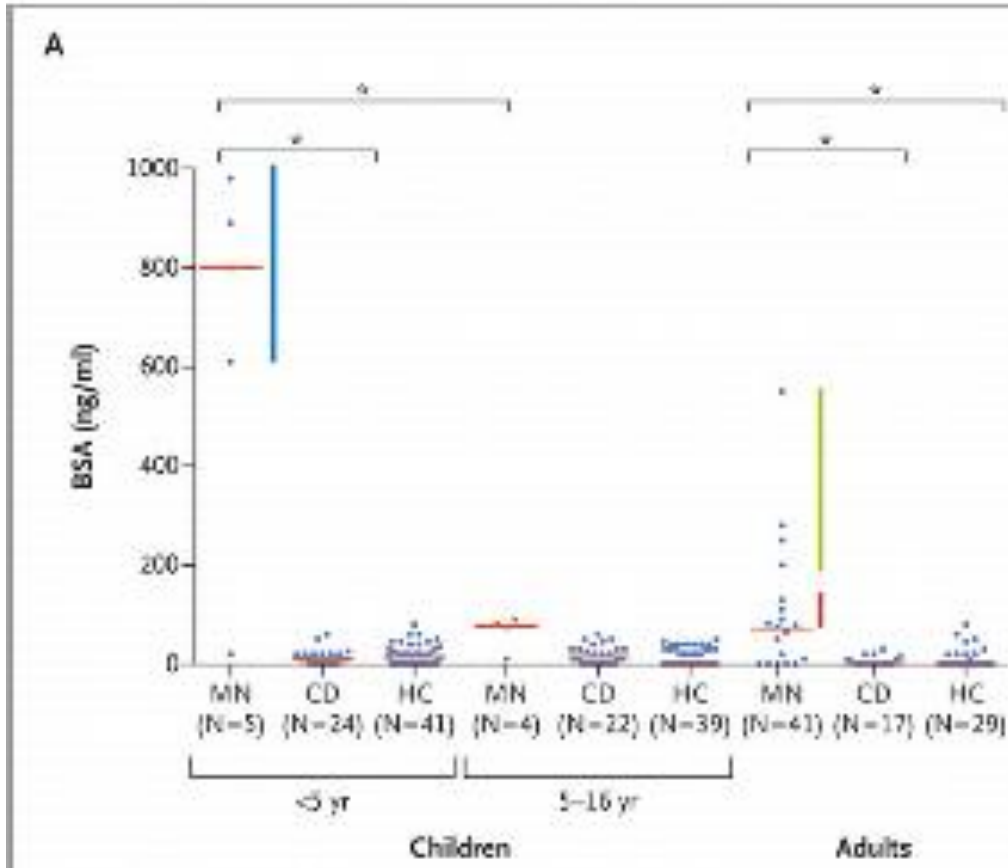 A
*
*
*
*
1000
800
600
400
200
0
BSA (ng/ml)
MN CD HC MN CD HC MN CD HC
(N=5) (N=24) (N=41) (N=4) (N=22) (N=39) (N=41) (N=17) (N=29)
<5 yr 5–16 yr
Children Adults